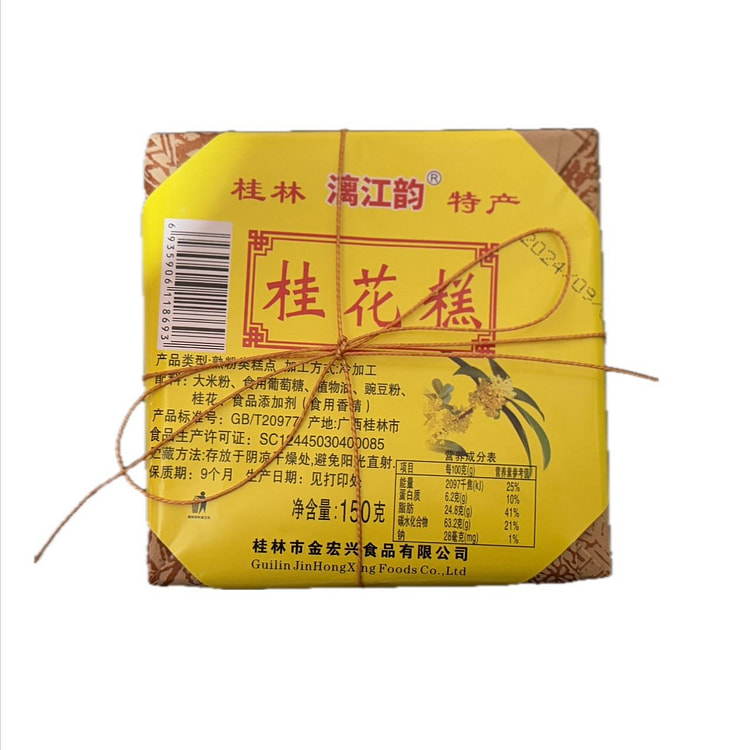 桂林 漓江韵® 特产
桂花糕
2024/09/
6935906118693
产品类型:熟粉类糕点 加工方式:冷加工
配料: 大米粉、食用葡萄糖、植物油、豌豆粉、
桂花、食品添加剂(食用香精)
产品标准号: GB/T20977 产地:广西桂林市
食品生产许可证: SC12445030400085
贮藏方法:存放于阴凉干燥处,避免阳光直射
保质期: 9个月 生产日期: 见打印处
净含量: 150克
营养成分表
项目 每100克(g) 营养素参考值
能量 2097千焦(kJ) 25%
蛋白质 6.2克(g) 10%
脂肪 24.8克(g) 41%
碳水化合物 63.2克(g) 21%
钠 28毫克(mg) 1%
桂林市金宏兴食品有限公司
Guilin JinHongXing Foods Co.,Ltd